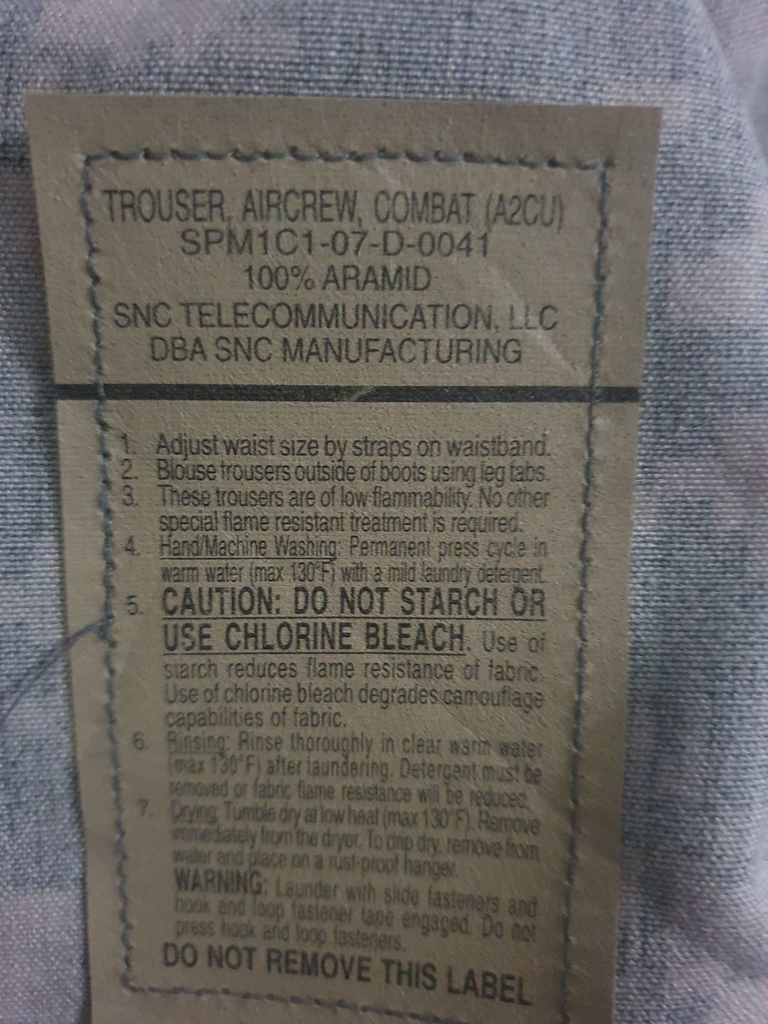 TROUSER, AIRCREW, COMBAT (A2CU)
SPM1C1-07-D-0041
100% ARAMID
SNC TELECOMMUNICATION, LLC
DBA SNC MANUFACTURING
1. Adjust waist size by straps on waistband.
2. Blouse trousers outside of boots using leg tabs.
3. These trousers are of low flammability. No other
special flame resistant treatment is required.
4. Hand/Machine Washing: Permanent press cycle in
warm water (max 130°F) with a mild laundry detergent.
5. CAUTION: DO NOT STARCH OR
USE CHLORINE BLEACH. Use of
starch reduces flame resistance of fabric.
Use of chlorine bleach degrades camouflage
capabilities of fabric.
6. Rinsing: Rinse thoroughly in clear warm water
(max 130°F) after laundering. Detergent must be
removed or fabric flame resistance will be reduced.
7. Drying: Tumble dry at low heat (max 130°F). Remove
immediately from the dryer. To drip dry, remove from
water and place on a rust-proof hanger.
WARNING: Launder with slide fasteners and
hook and loop fastener tape engaged. Do not
press hook and loop fasteners.
DO NOT REMOVE THIS LABEL